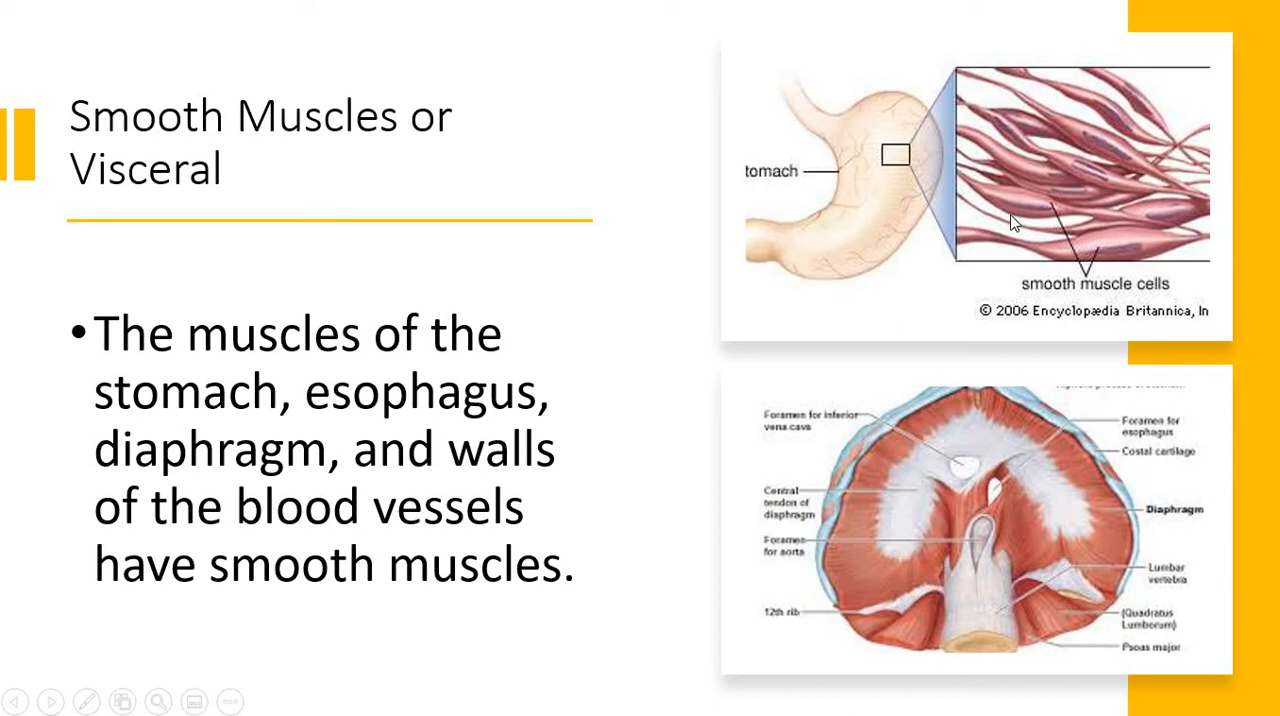 Smooth Muscles or
Visceral
• The muscles of the
stomach, esophagus,
diaphragm, and walls
of the blood vessels
have smooth muscles.
tomach
smooth muscle cells
© 2006 Encyclopædia Britannica, In
Foramen for inferior
vena cava
Central
tendon of
diaphragm
Foramen
for aorta
12th rib
Foramen for
esophagus
Costal cartilage
Diaphragm
Lumbar
vertebra
(Quadratus
Lumborum)
Psoas major